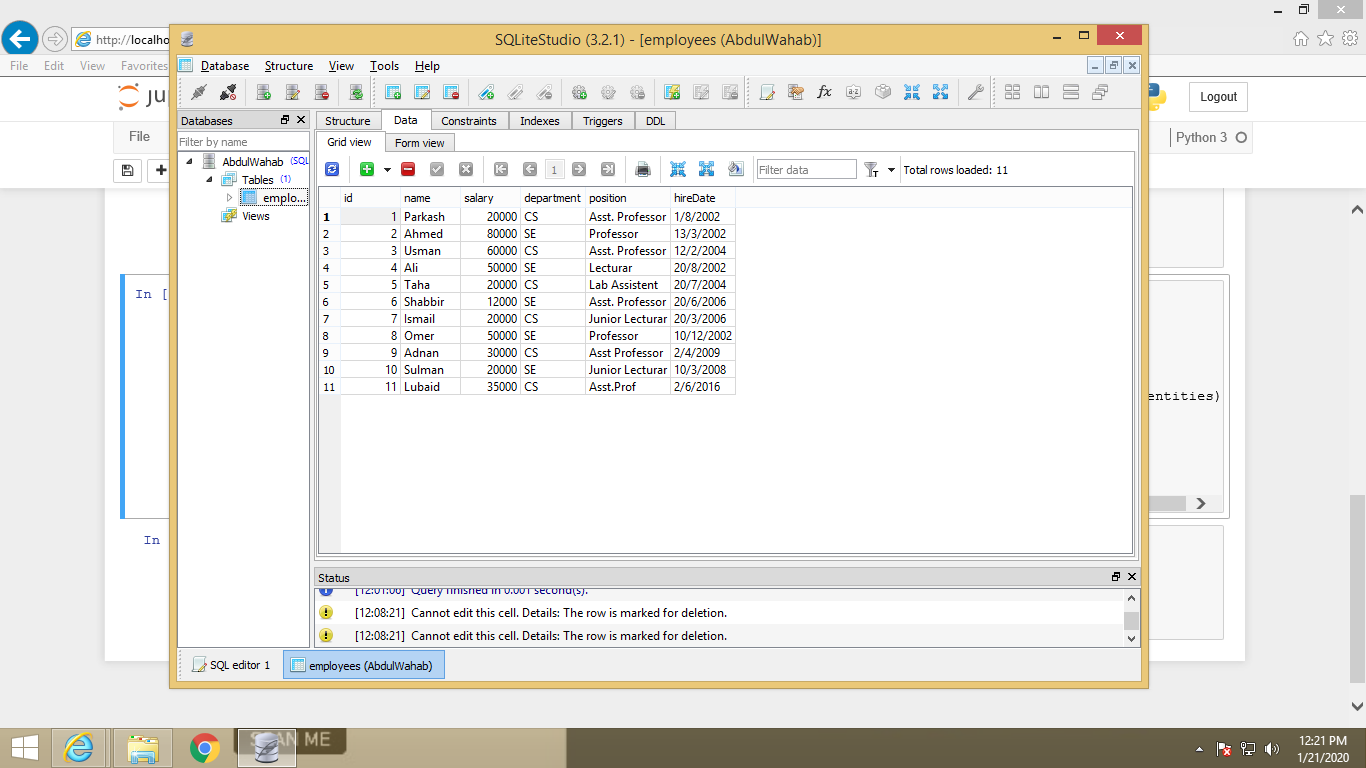 SQLiteStudio (3.2.1) - [employees (AbdulWahab)]
http://localho
File Edit View Favorites
Database Structure View Tools Help
Logout
File
Python 3
Databases
Filter by name
AbdulWahab (SQL
Tables (1)
emplo...
Views
Structure Data Constraints Indexes Triggers DDL
Grid view Form view
1 Filter data Total rows loaded: 11
id name salary department position hireDate
1 1 Parkash 20000 CS Asst. Professor 1/8/2002
2 2 Ahmed 80000 SE Professor 13/3/2002
3 3 Usman 60000 CS Asst. Professor 12/2/2004
4 4 Ali 50000 SE Lecturar 20/8/2002
5 5 Taha 20000 CS Lab Assistent 20/7/2004
6 6 Shabbir 12000 SE Asst. Professor 20/6/2006
7 7 Ismail 20000 CS Junior Lecturar 20/3/2006
8 8 Omer 50000 SE Professor 10/12/2002
9 9 Adnan 30000 CS Asst Professor 2/4/2009
10 10 Sulman 20000 SE Junior Lecturar 10/3/2008
11 11 Lubaid 35000 CS Asst.Prof 2/6/2016
In [
entities)
In
Status
[12:01:06] Query finished in 0.001 second(s).
[12:08:21] Cannot edit this cell. Details: The row is marked for deletion.
[12:08:21] Cannot edit this cell. Details: The row is marked for deletion.
SQL editor 1 employees (AbdulWahab)
12:21 PM
1/21/2020